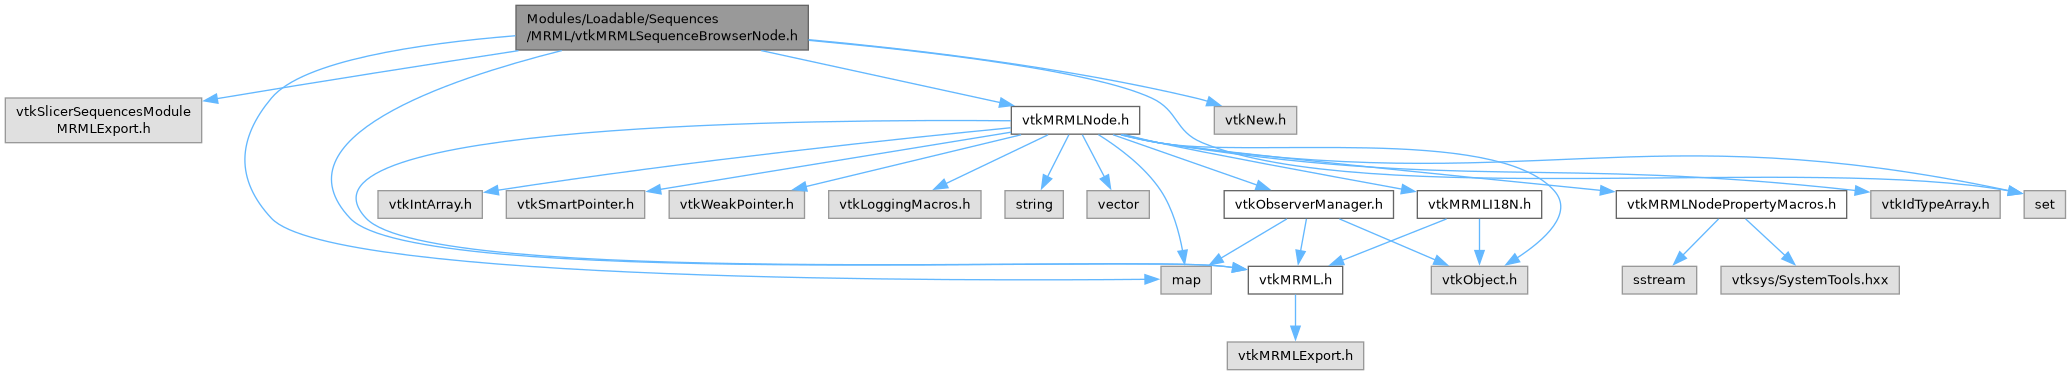 Modules/Loadable/Sequences
/MRML/vtkMRMLSequenceBrowserNode.h
vtkSlicerSequencesModule
MRMLExport.h
vtkMRMLNode.h
vtkNew.h
vtkIntArray.h
vtkSmartPointer.h
vtkWeakPointer.h
vtkLoggingMacros.h
string
vector
vtkObserverManager.h
vtkMRMLI18N.h
vtkMRMLNodePropertyMacros.h
vtkIdTypeArray.h
set
map
vtkMRML.h
vtkObject.h
sstream
vtksys/SystemTools.hxx
vtkMRMLExport.h